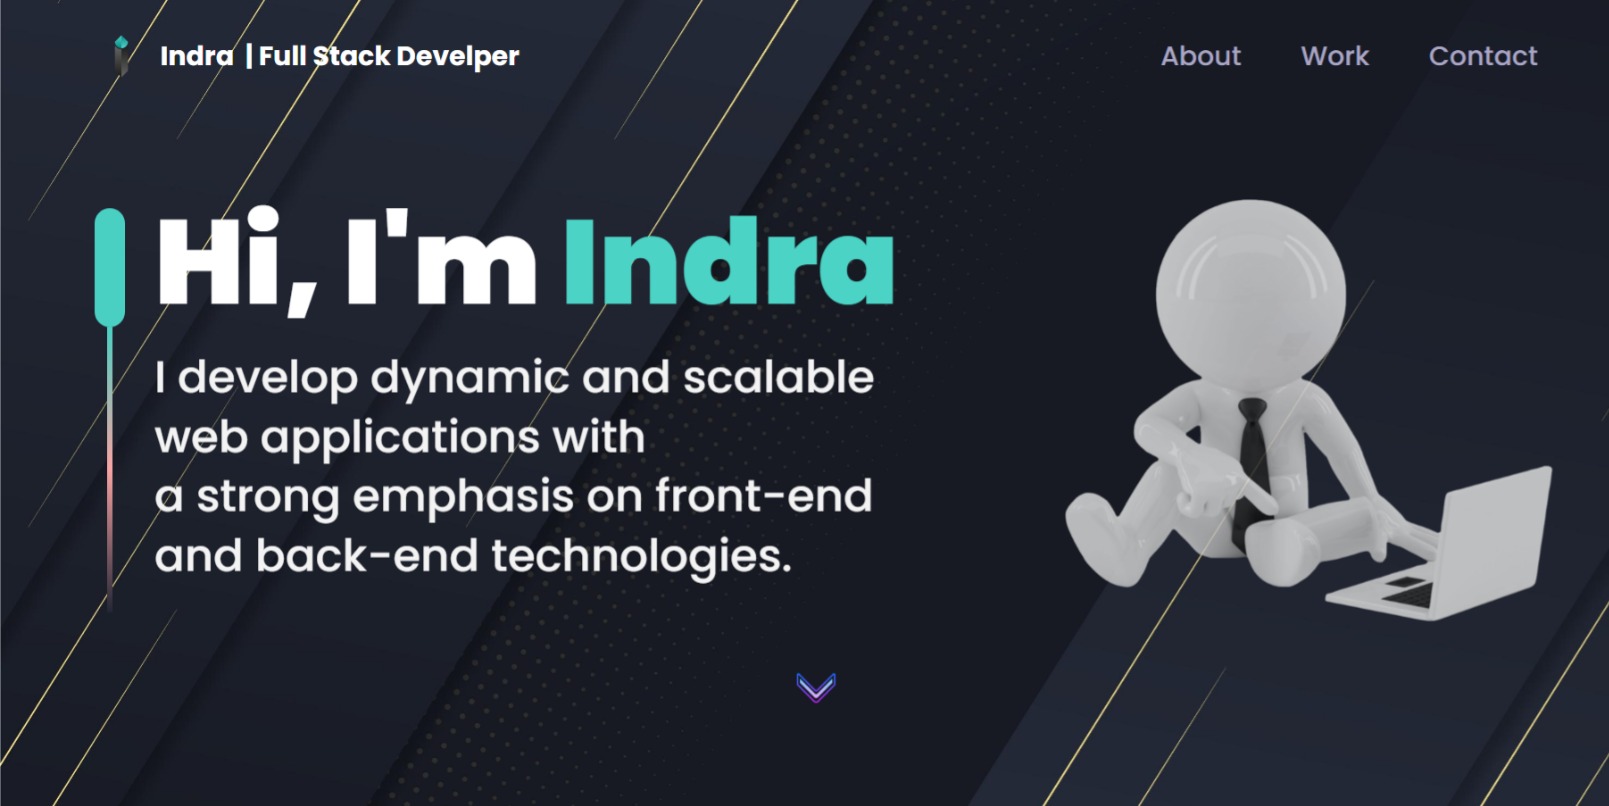 Indra | Full Stack Develper
About Work Contact
Hi, I'm Indra
I develop dynamic and scalable
web applications with
a strong emphasis on front-end
and back-end technologies.